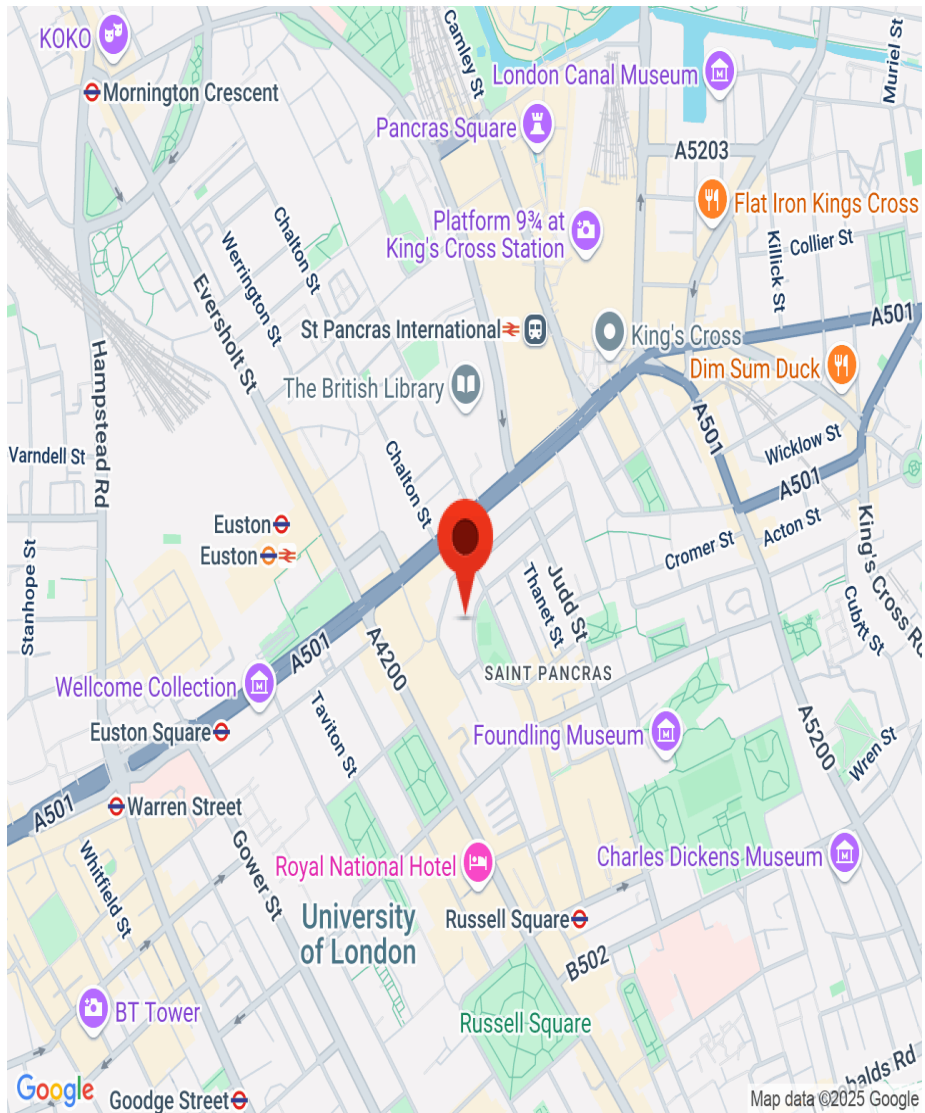 KOKO
Mornington Crescent
Camley St
London Canal Museum
Muriel St
Pancras Square
A5203
Flat Iron Kings Cross
Platform 9¾ at
King's Cross Station
Chalton St
Werrington St
Killick St
Collier St
Eversholt St
A501
St Pancras International
King's Cross
Hampstead Rd
The British Library
Dim Sum Duck
A501
Varndell St
Chalton St
Wicklow St
A501
Euston
Euston
Acton St
Cromer St
King's Cross Rd
Stanhope St
Judd St
Thanet St
Cubitt St
A501
A4200
SAINT PANCRAS
Wellcome Collection
Taviton St
Euston Square
Foundling Museum
A5200
Wren St
A501
Warren Street
Whitfield St
Gower St
Royal National Hotel
Charles Dickens Museum
University
of London
Russell Square
B502
BT Tower
Russell Square
Google
Goodge Street
balds Rd
Map data ©2025 Google